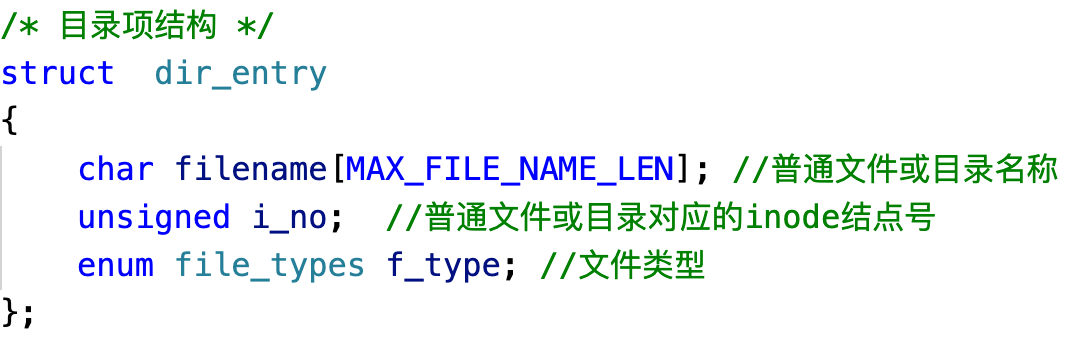 /* 目录项结构 */
struct  dir_entry
{
    char filename[MAX_FILE_NAME_LEN]; //普通文件或目录名称
    unsigned i_no;  //普通文件或目录对应的inode结点号
    enum file_types f_type; //文件类型
};